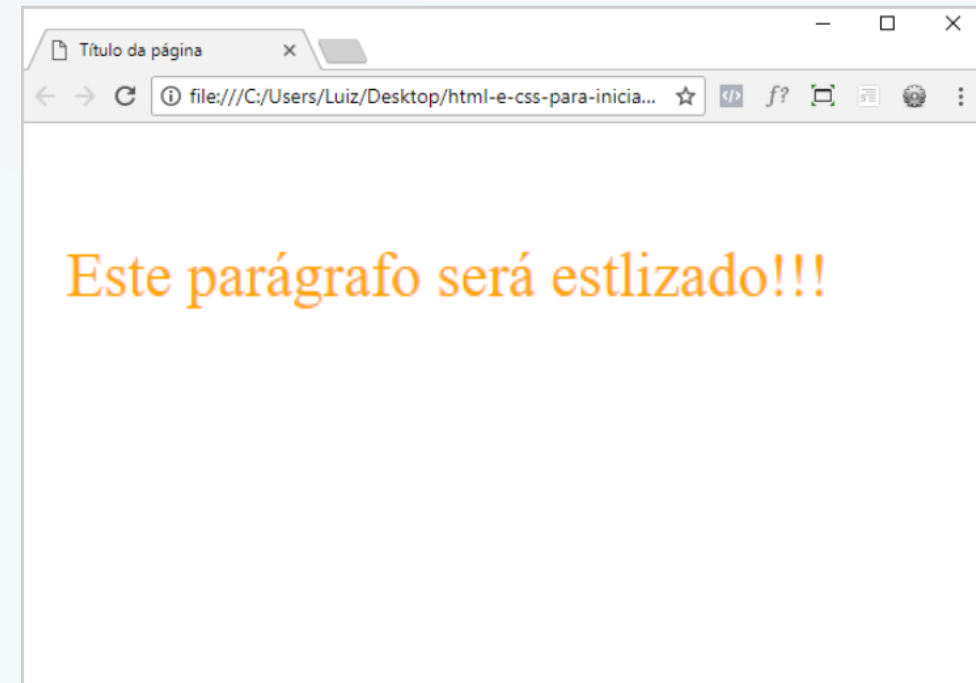 Título da página
file:///C:/Users/Luiz/Desktop/html-e-css-para-inicia...
f?
Este parágrafo será estlizado!!!